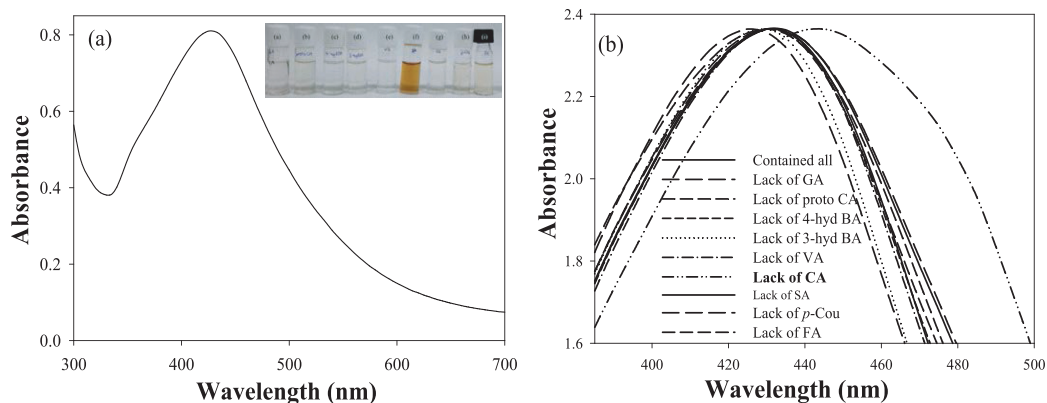 (a)
(a) (b) (c) (d) (e) (f) (g) (h)
0.8
0.6
0.4
0.2
0.0
Absorbance
300 400 500 600 700
Wavelength (nm)
(b)
2.4
2.2
2.0
1.8
1.6
Absorbance
Contained all
Lack of GA
Lack of proto CA
Lack of 4-hyd BA
Lack of 3-hyd BA
Lack of VA
Lack of CA
Lack of SA
Lack of p-Cou
Lack of FA
400 420 440 460 480 500
Wavelength (nm)